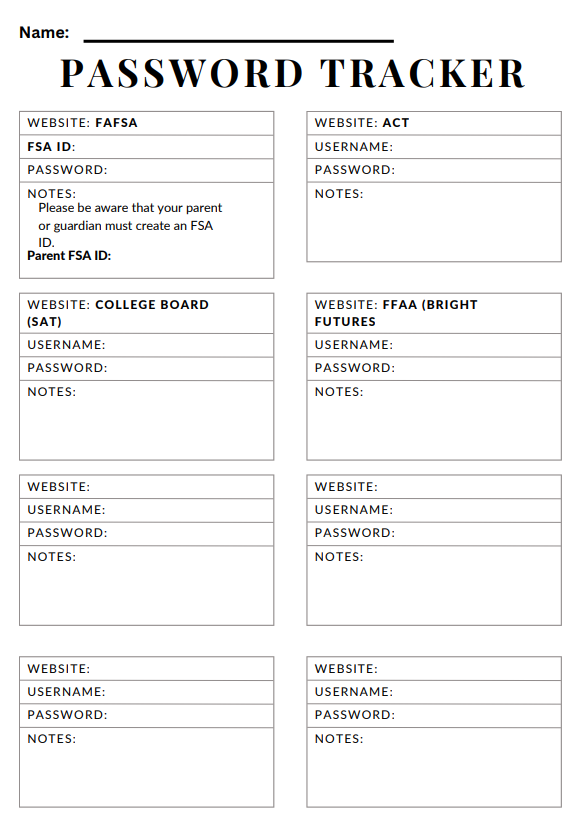 Name:
PASSWORD TRACKER
WEBSITE: FAFSA
FSA ID:
PASSWORD:
NOTES:
Please be aware that your parent
or guardian must create an FSA
ID.
Parent FSA ID:
WEBSITE: ACT
USERNAME:
PASSWORD:
NOTES:
WEBSITE: COLLEGE BOARD
(SAT)
USERNAME:
PASSWORD:
NOTES:
WEBSITE: FFAA (BRIGHT
FUTURES
USERNAME:
PASSWORD:
NOTES:
WEBSITE:
USERNAME:
PASSWORD:
NOTES:
WEBSITE:
USERNAME:
PASSWORD:
NOTES:
WEBSITE:
USERNAME:
PASSWORD:
NOTES:
WEBSITE:
USERNAME:
PASSWORD:
NOTES: